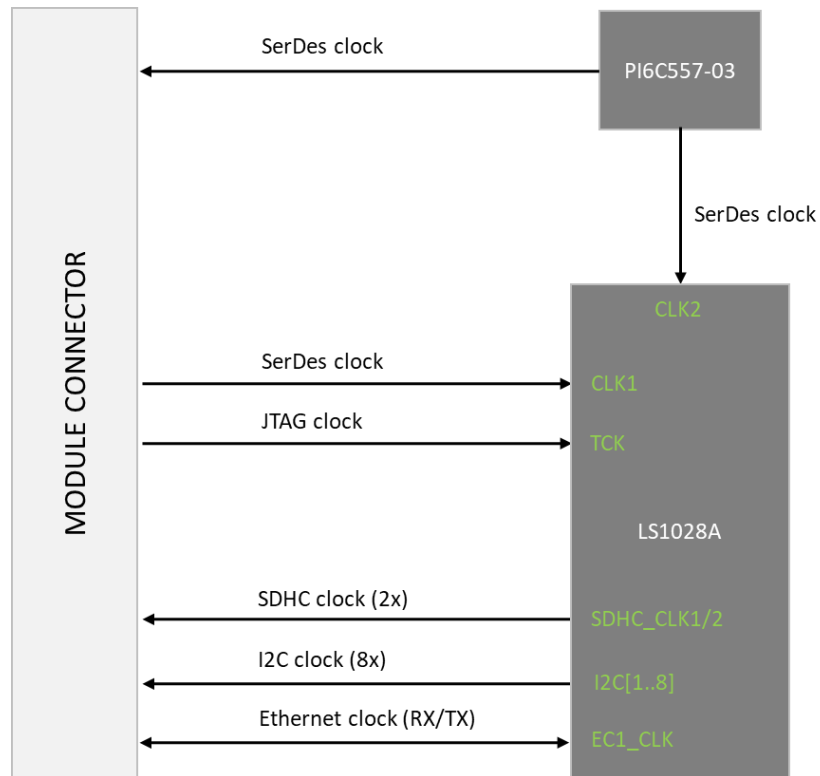 SerDes clock
PI6C557-03
SerDes clock
CLK2
MODULE CONNECTOR
SerDes clock
CLK1
JTAG clock
TCK
LS1028A
SDHC clock (2x)
SDHC_CLK1/2
I2C clock (8x)
I2C[1..8]
Ethernet clock (RX/TX)
EC1_CLK